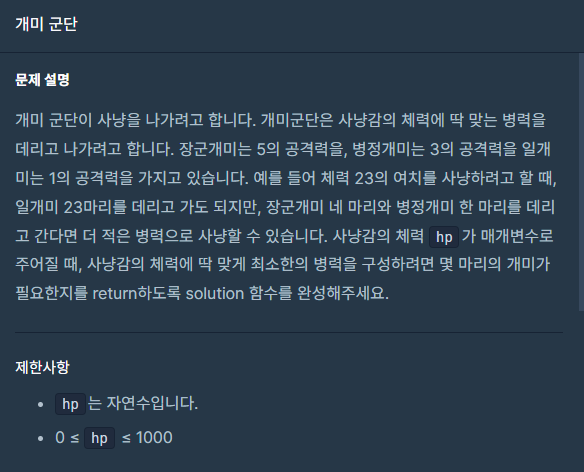 개미 군단
문제 설명
개미 군단이 사냥을 나가려고 합니다. 개미군단은 사냥감의 체력에 딱 맞는 병력을
데리고 나가려고 합니다. 장군개미는 5의 공격력을, 병정개미는 3의 공격력을 일개
미는 1의 공격력을 가지고 있습니다. 예를 들어 체력 23의 여치를 사냥하려고 할 때,
일개미 23마리를 데리고 가도 되지만, 장군개미 네 마리와 병정개미 한 마리를 데리
고 간다면 더 적은 병력으로 사냥할 수 있습니다. 사냥감의 체력 hp 가 매개변수로
주어질 때, 사냥감의 체력에 딱 맞게 최소한의 병력을 구성하려면 몇 마리의 개미가
필요한지를 return하도록 solution 함수를 완성해주세요.
제한사항
• hp 는 자연수입니다.
• 0 ≤ hp ≤ 1000